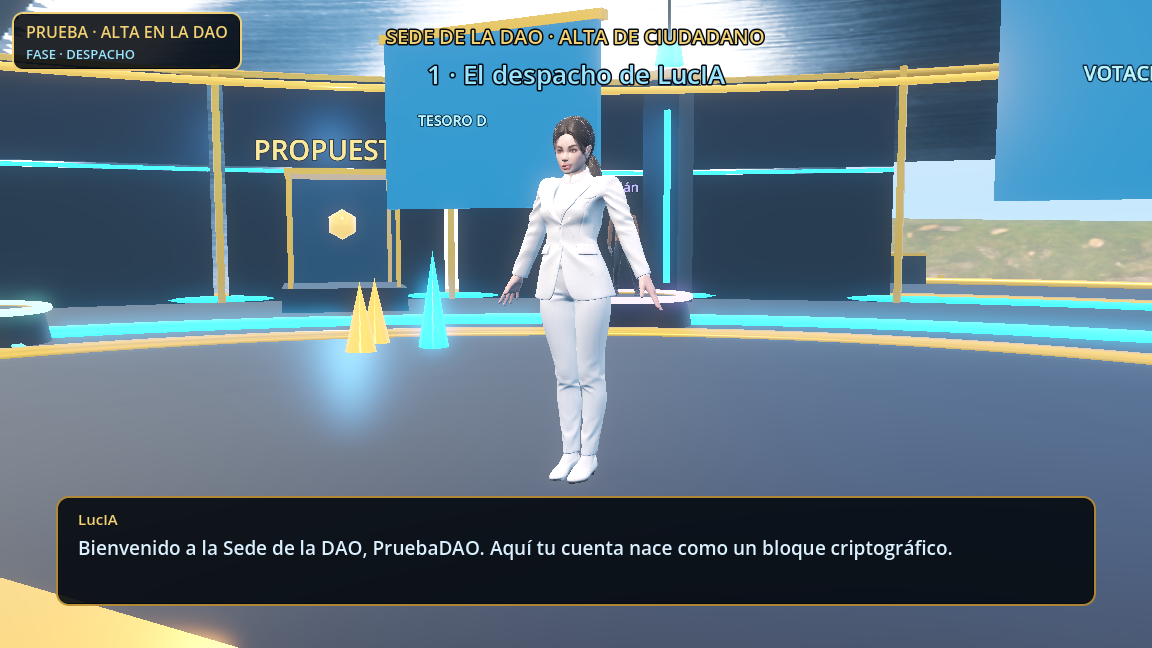 PRUEBA · ALTA EN LA DAO
FASE · DESPACHO
SEDE DE LA DAO · ALTA DE CIUDADANO
1 · El despacho de LucIA
VOTACI
TESORO D
PROPUEST
án
LucIA
Bienvenido a la Sede de la DAO, PruebaDAO. Aquí tu cuenta nace como un bloque criptográfico.